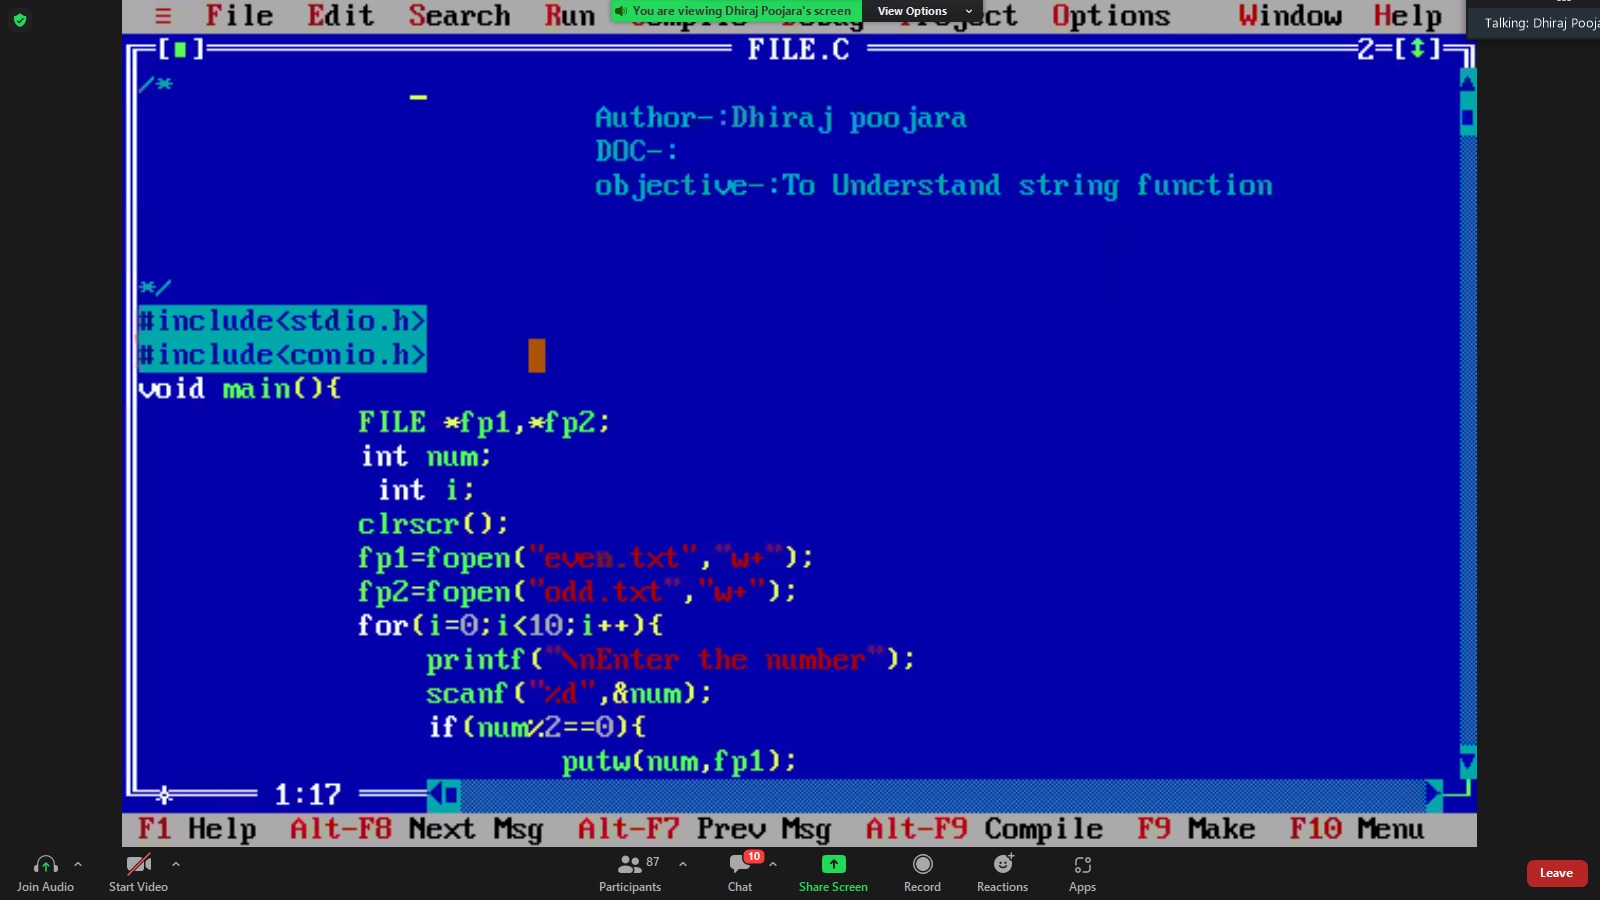 ≡ File Edit Search Run Compile Debug Project Options Window Help
You are viewing Dhiraj Poojara's screen
View Options
Talking: Dhiraj Pooja
FILE.C
2=[↕]
/*
Author-:Dhiraj poojara
DOC-:
objective-:To Understand string function
*/
#include<stdio.h>
#include<conio.h>
void main(){
FILE *fp1,*fp2;
int num;
int i;
clrscr();
fp1=fopen("even.txt","w+");
fp2=fopen("odd.txt","w+");
for(i=0;i<10;i++){
printf("\nEnter the number");
scanf("%d",&num);
if(num%2==0){
putw(num,fp1);
1:17
F1 Help Alt-F8 Next Msg Alt-F7 Prev Msg Alt-F9 Compile F9 Make F10 Menu
87
10
Join Audio
Start Video
Participants
Chat
Share Screen
Record
Reactions
Apps
Leave